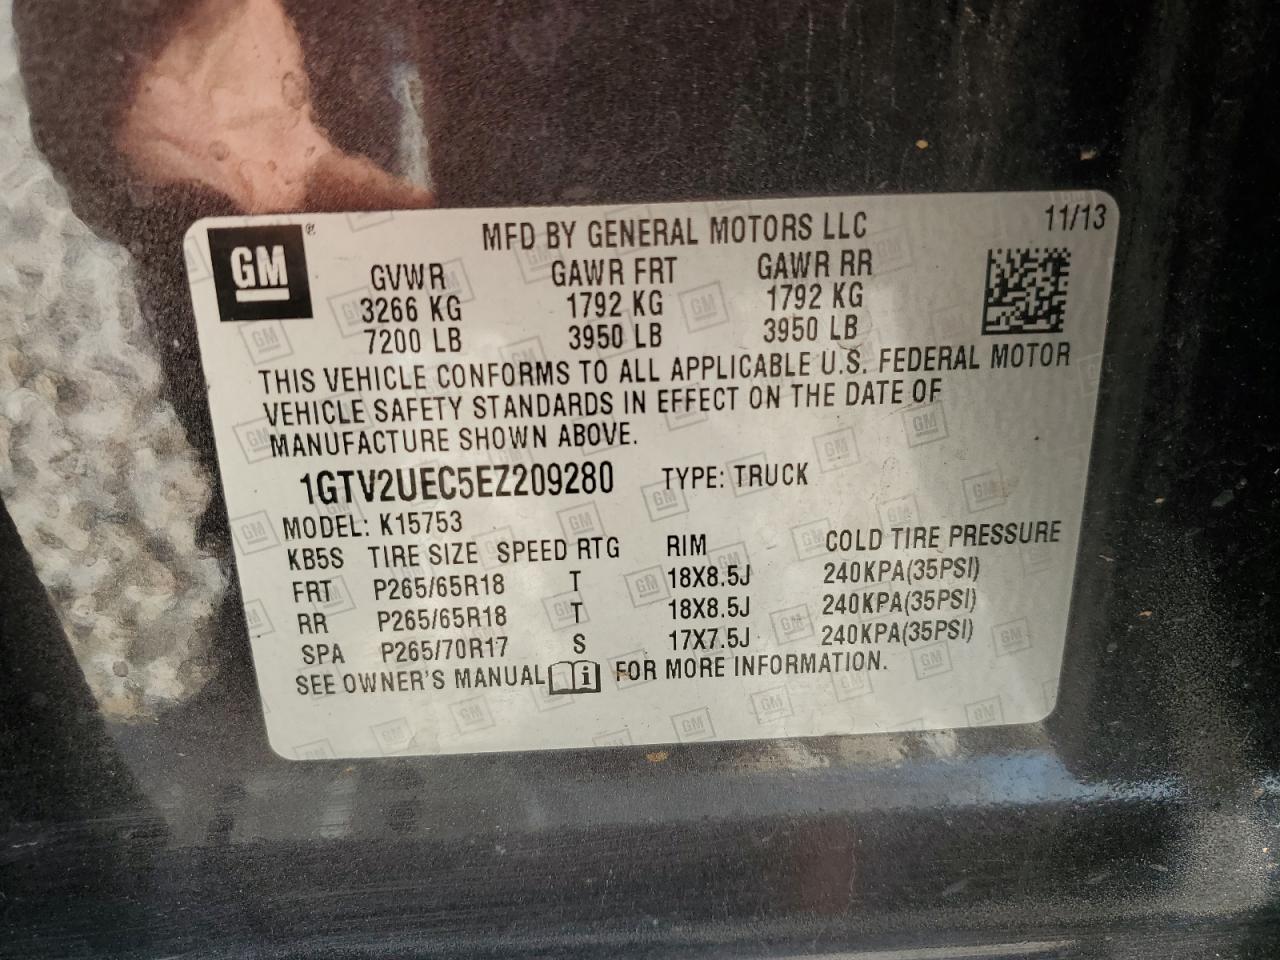 GM ®
MFD BY GENERAL MOTORS LLC 11/13
GVWR GAWR FRT GAWR RR
3266 KG 1792 KG 1792 KG
7200 LB 3950 LB 3950 LB
THIS VEHICLE CONFORMS TO ALL APPLICABLE U.S. FEDERAL MOTOR
VEHICLE SAFETY STANDARDS IN EFFECT ON THE DATE OF
MANUFACTURE SHOWN ABOVE.
1GTV2UEC5EZ209280 TYPE: TRUCK
MODEL: K15753
KB5S TIRE SIZE SPEED RTG RIM COLD TIRE PRESSURE
FRT P265/65R18 T 18X8.5J 240KPA(35PSI)
RR P265/65R18 T 18X8.5J 240KPA(35PSI)
SPA P265/70R17 S 17X7.5J 240KPA(35PSI)
SEE OWNER'S MANUAL i FOR MORE INFORMATION.